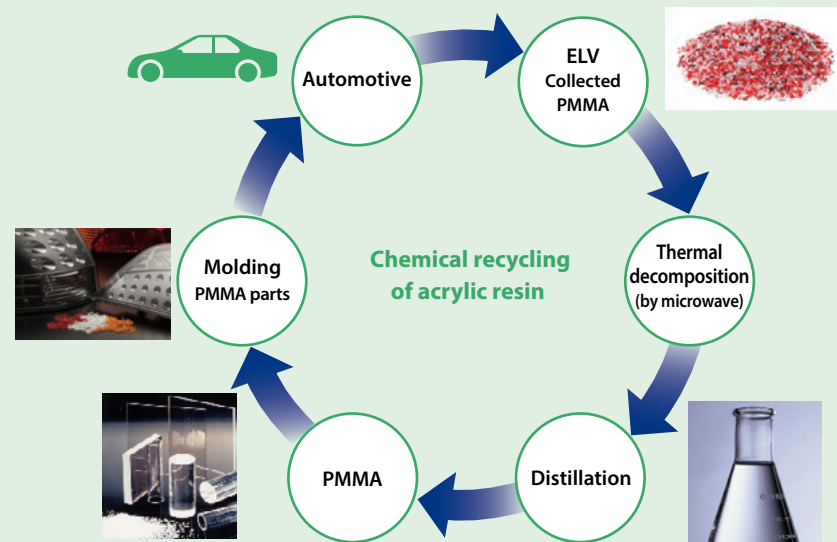 Automotive
ELV
Collected
PMMA
Thermal
decomposition
(by microwave)
Distillation
PMMA
Molding
PMMA parts
Chemical recycling
of acrylic resin